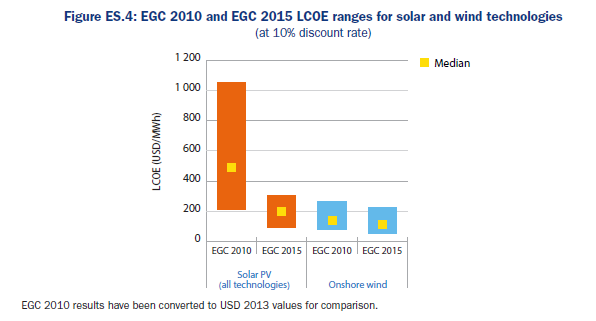 Figure ES.4: EGC 2010 and EGC 2015 LCOE ranges for solar and wind technologies
(at 10% discount rate)
Median
LCOE (USD/MWh)
1 200
1 000
800
600
400
200
0
EGC 2010 EGC 2015 EGC 2010 EGC 2015
Solar PV
(all technologies)
Onshore wind
EGC 2010 results have been converted to USD 2013 values for comparison.